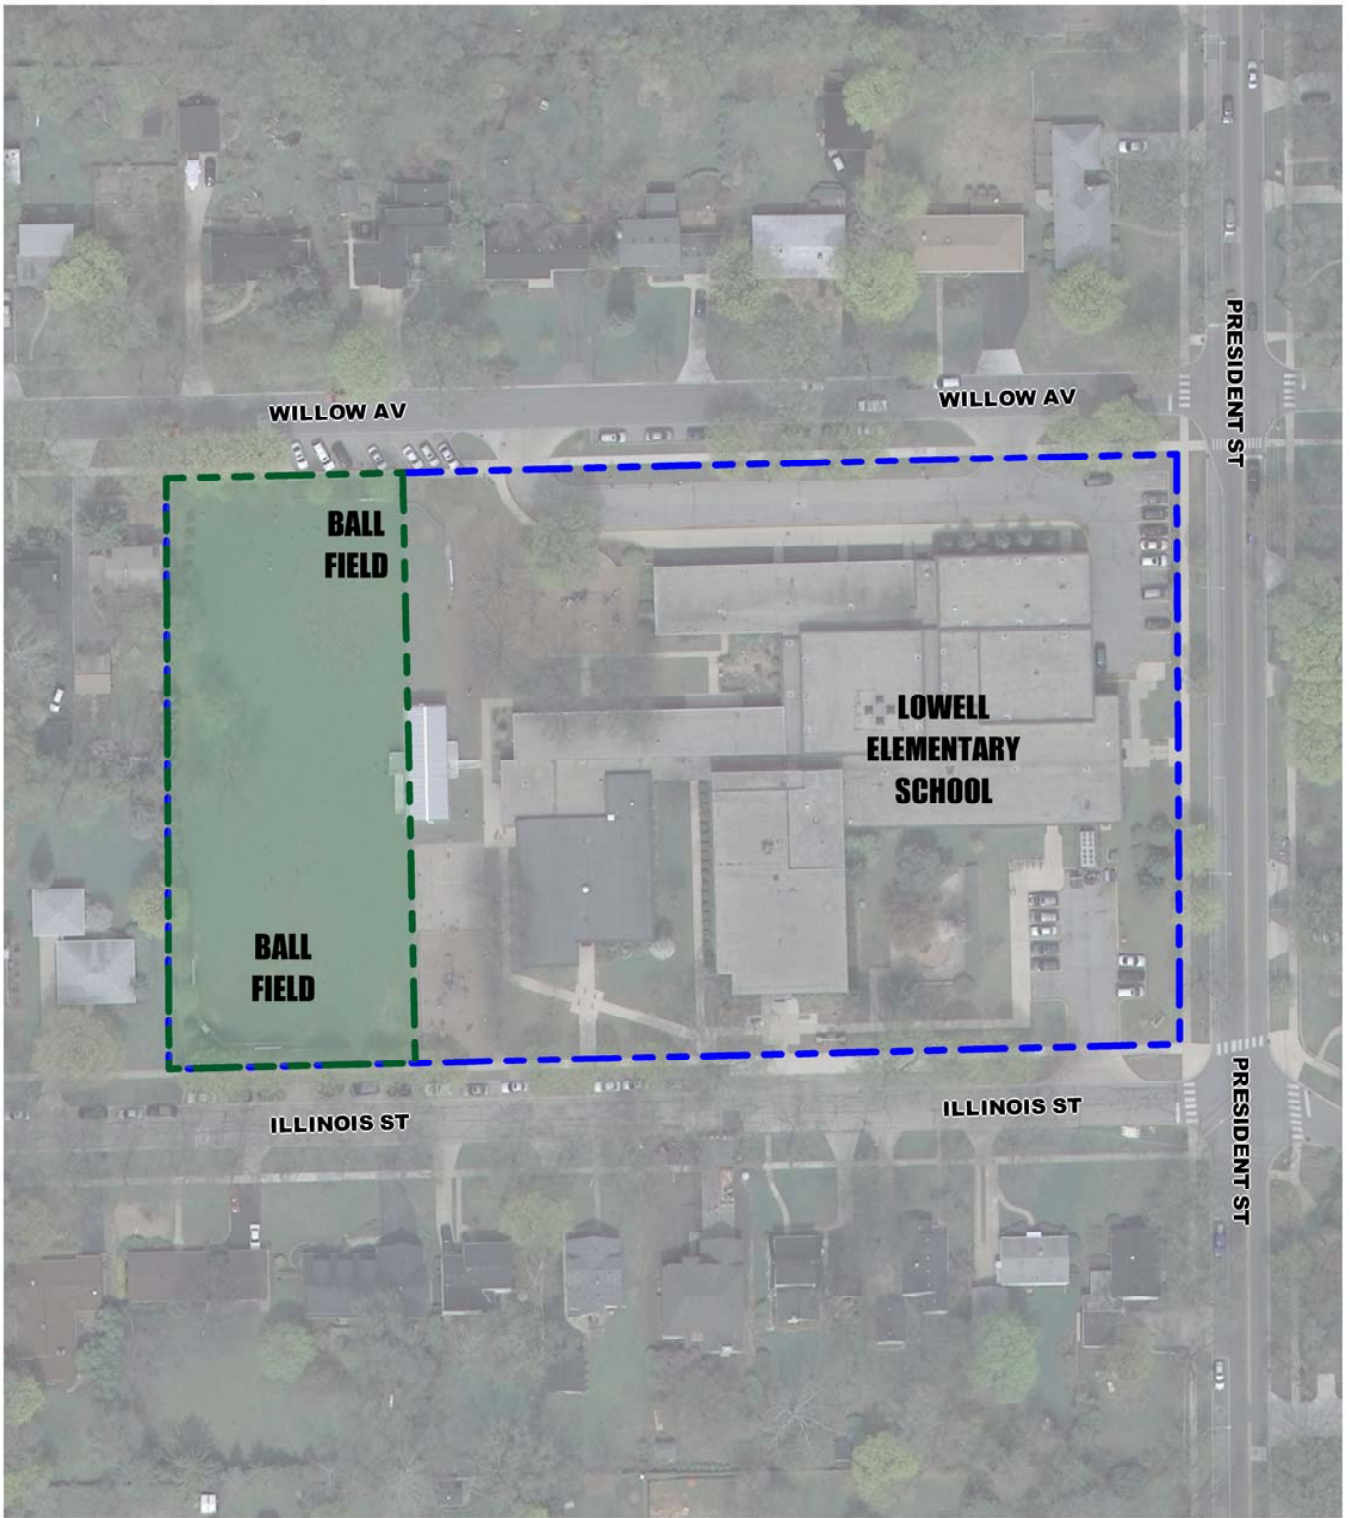 PRESIDENT ST
WILLOW AV
WILLOW AV
BALL
FIELD
LOWELL
ELEMENTARY
SCHOOL
BALL
FIELD
ILLINOIS ST
ILLINOIS ST
PRESIDENT ST